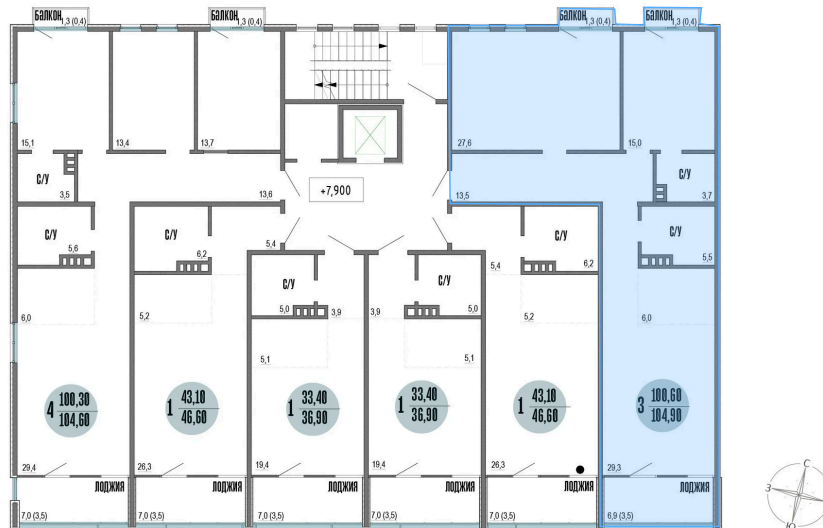 БАЛКОН 1,3 (0,4)
БАЛКОН 1,3 (0,4)
БАЛКОН 1,3 (0,4)
БАЛКОН 1,3 (0,4)
15,1
13,4
13,7
27,6
15,0
С/У
3,5
13,6
+7,900
13,5
С/У
3,7
С/У
5,6
С/У
6,2
5,4
С/У
6,2
С/У
5,5
5,4
С/У
5,0
С/У
5,0
6,0
5,2
3,9
3,9
5,2
6,0
5,1
5,1
4
100,30
104,60
1
43,10
46,60
1
33,40
36,90
1
33,40
36,90
1
43,10
46,60
3
100,60
104,90
29,4
26,3
19,4
19,4
26,3
29,3
ЛОДЖИЯ
ЛОДЖИЯ
ЛОДЖИЯ
ЛОДЖИЯ
ЛОДЖИЯ
7,0 (3,5)
7,0 (3,5)
7,0 (3,5)
7,0 (3,5)
7,0 (3,5)
6,9 (3,5)
С
З
Ю